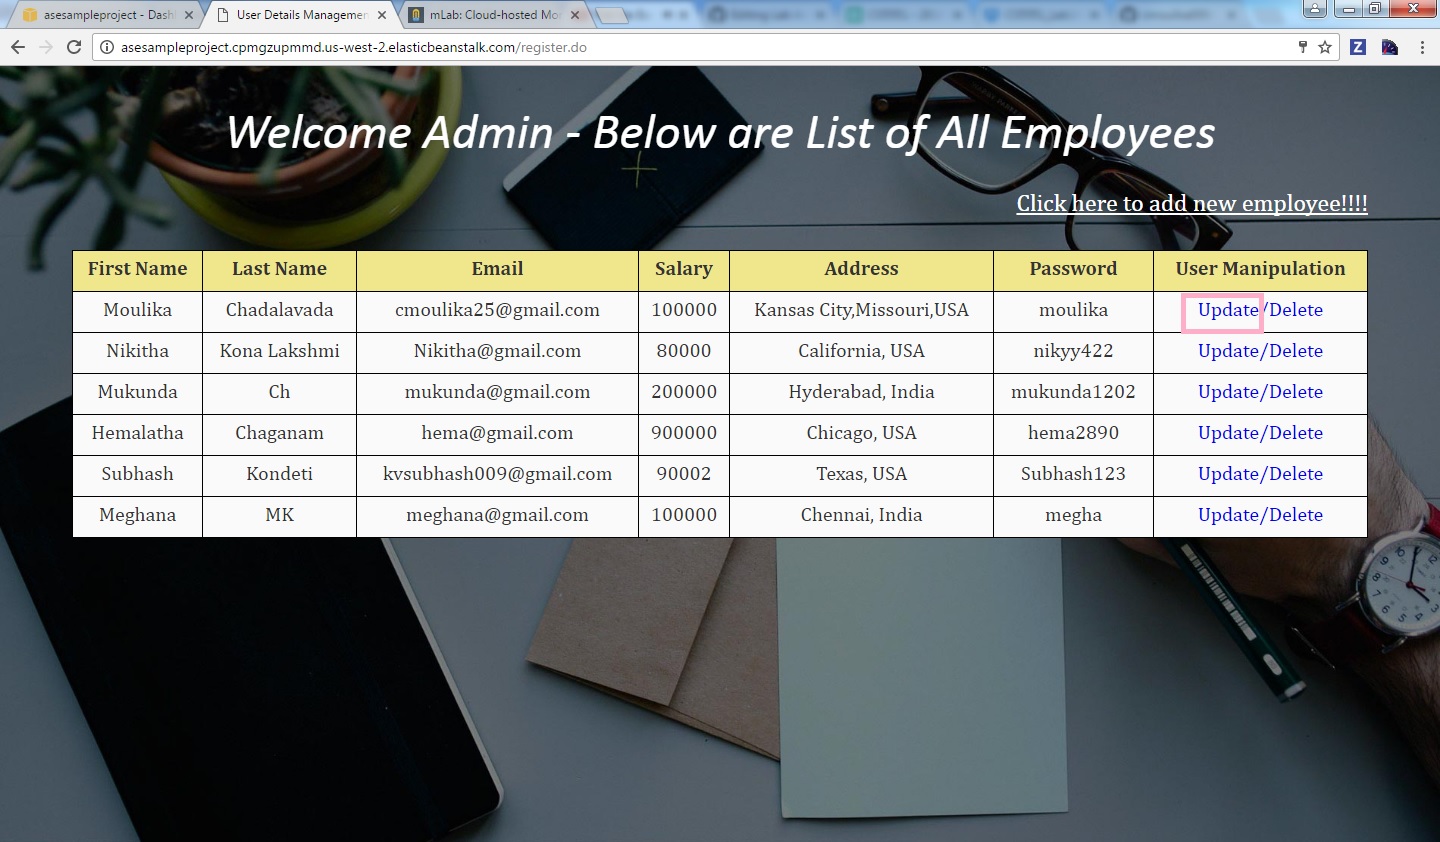 asesampleproject - Dash
User Details Managemen
mLab: Cloud-hosted Mo
asesampleproject.cpmgzupmmd.us-west-2.elasticbeanstalk.com/register.do
Z
Welcome Admin - Below are List of All Employees
Click here to add new employee!!!!
First Name Last Name Email Salary Address Password User Manipulation
Moulika Chadalavada cmoulika25@gmail.com 100000 Kansas City,Missouri,USA moulika Update/Delete
Nikitha Kona Lakshmi Nikitha@gmail.com 80000 California, USA nikyy422 Update/Delete
Mukunda Ch mukunda@gmail.com 200000 Hyderabad, India mukunda1202 Update/Delete
Hemalatha Chaganam hema@gmail.com 900000 Chicago, USA hema2890 Update/Delete
Subhash Kondeti kvsubhash009@gmail.com 90002 Texas, USA Subhash123 Update/Delete
Meghana MK meghana@gmail.com 100000 Chennai, India megha Update/Delete